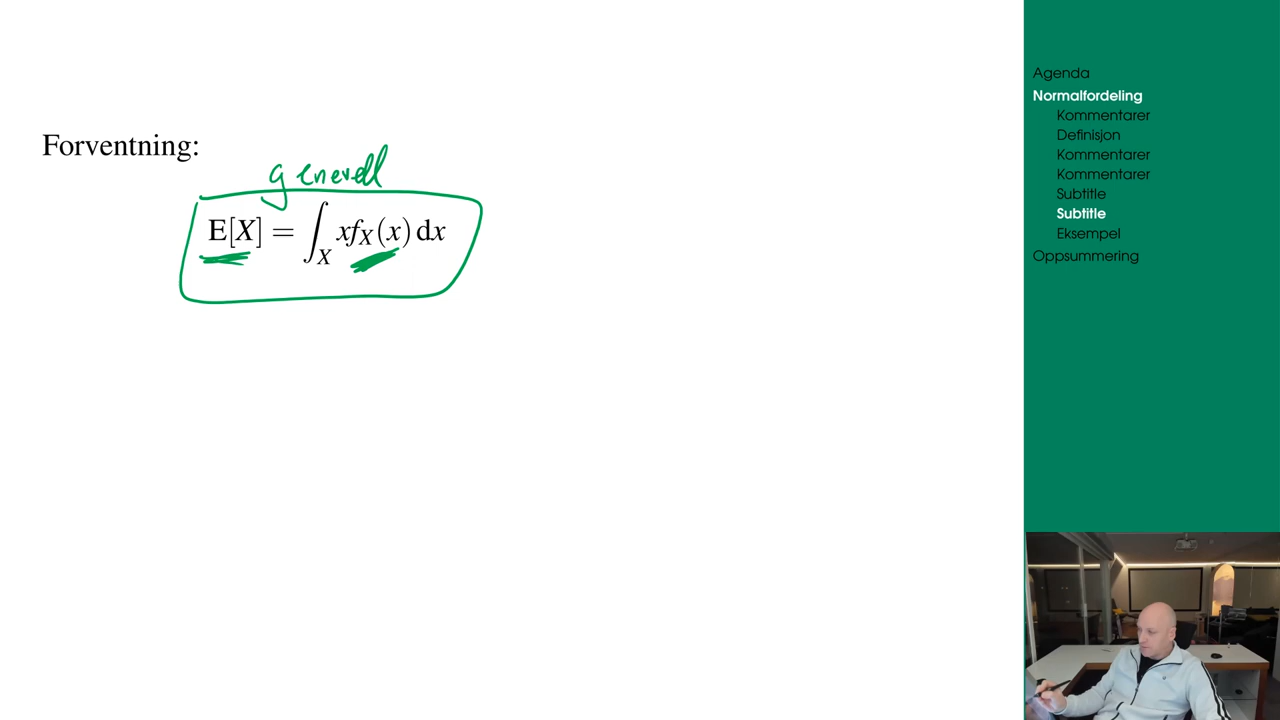 Forventning:
generell
E[X] = ∫_X x f_X(x) dx
Agenda
Normalfordeling
Kommentarer
Definisjon
Kommentarer
Kommentarer
Subtitle
Subtitle
Eksempel
Oppsummering